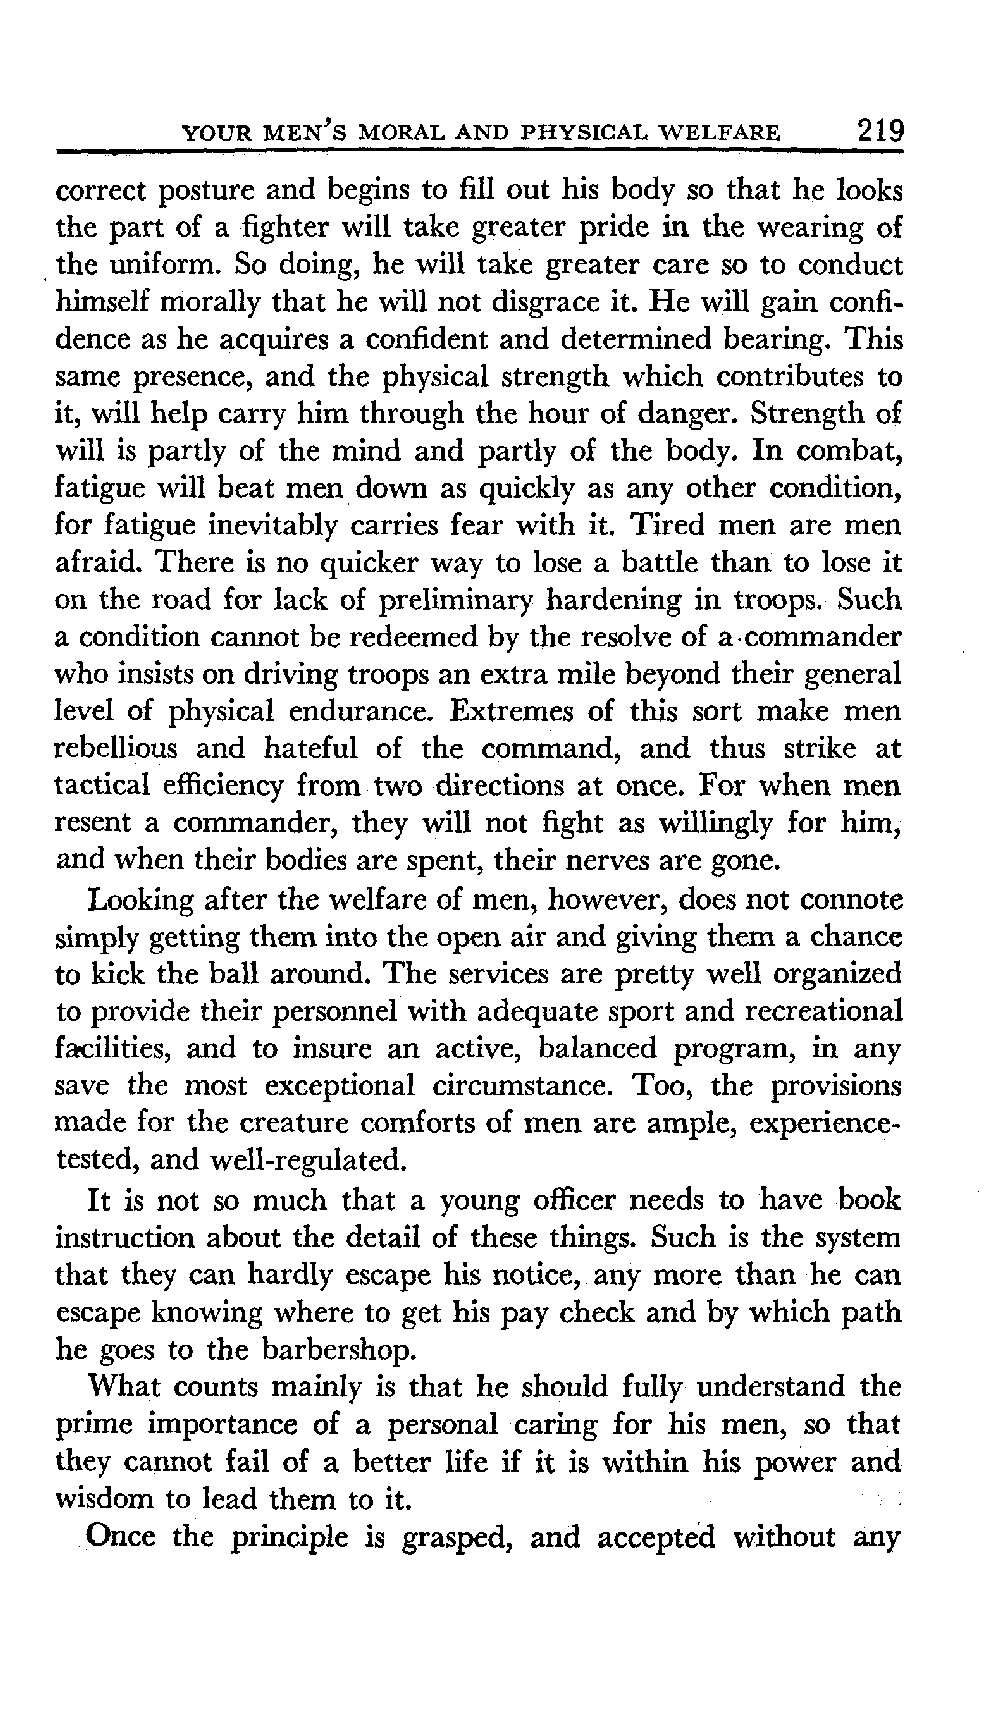 YOUR MEN'S MORAL AND PHYSICAL WELFARE 219
correct posture and begins to fill out his body so that he looks
the part of a fighter will take greater pride in the wearing of
the uniform. So doing, he will take greater care so to conduct
himself morally that he will not disgrace it. He will gain confi-
dence as he acquires a confident and determined bearing. This
same presence, and the physical strength which contributes to
it, will help carry him through the hour of danger. Strength of
will is partly of the mind and partly of the body. In combat,
fatigue will beat men down as quickly as any other condition,
for fatigue inevitably carries fear with it. Tired men are men
afraid. There is no quicker way to lose a battle than to lose it
on the road for lack of preliminary hardening in troops. Such
a condition cannot be redeemed by the resolve of a commander
who insists on driving troops an extra mile beyond their general
level of physical endurance. Extremes of this sort make men
rebellious and hateful of the command, and thus strike at
tactical efficiency from two directions at once. For when men
resent a commander, they will not fight as willingly for him,
and when their bodies are spent, their nerves are gone.
Looking after the welfare of men, however, does not connote
simply getting them into the open air and giving them a chance
to kick the ball around. The services are pretty well organized
to provide their personnel with adequate sport and recreational
facilities, and to insure an active, balanced program, in any
save the most exceptional circumstance. Too, the provisions
made for the creature comforts of men are ample, experience-
tested, and well-regulated.
It is not so much that a young officer needs to have book
instruction about the detail of these things. Such is the system
that they can hardly escape his notice, any more than he can
escape knowing where to get his pay check and by which path
he goes to the barbershop.
What counts mainly is that he should fully understand the
prime importance of a personal caring for his men, so that
they cannot fail of a better life if it is within his power and
wisdom to lead them to it.
Once the principle is grasped, and accepted without any